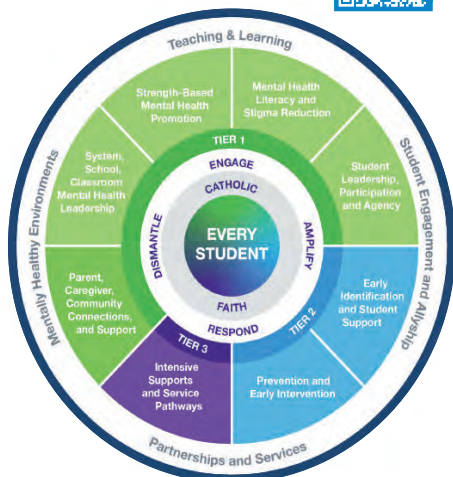 Teaching & Learning
Strength-Based
Mental Health
Promotion
Mental Health
Literacy and
Stigma Reduction
System,
School,
Classroom
Mental Health
Leadership
Student
Leadership,
Participation
and Agency
Parent,
Caregiver,
Community
Connections,
and Support
Early
Identification
and Student
Support
Intensive
Supports
and Service
Pathways
Prevention and
Early Intervention
TIER 1
TIER 2
TIER 3
ENGAGE
AMPLIFY
RESPOND
DISMANTLE
CATHOLIC
FAITH
EVERY
STUDENT
Mentally Healthy Environments
Student Engagement and Allyship
Partnerships and Services